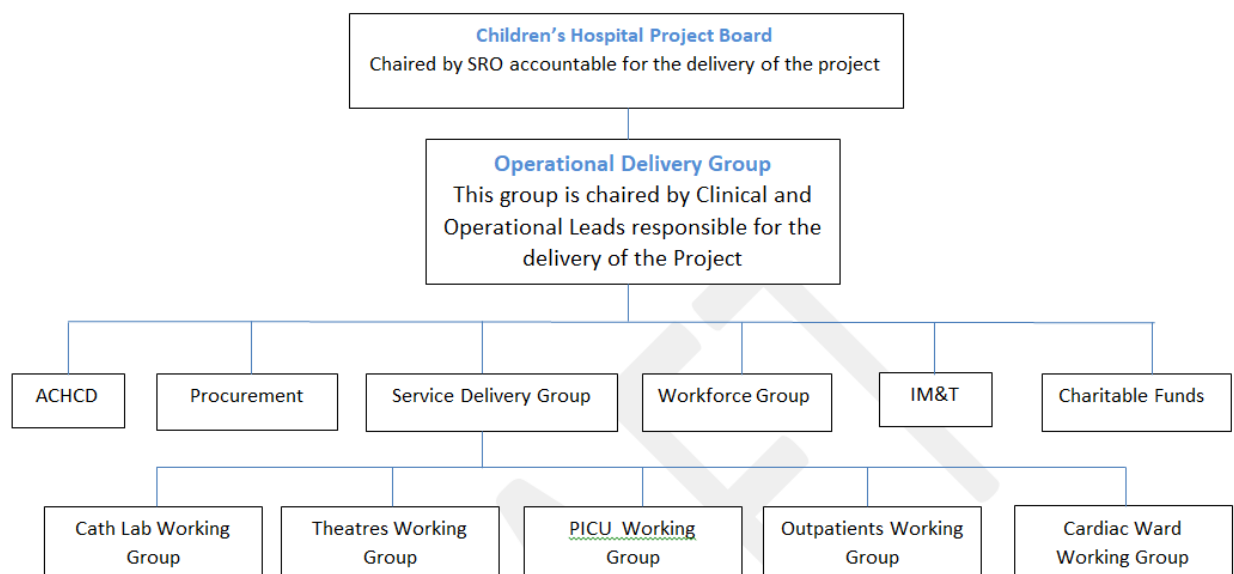 Children's Hospital Project Board
Chaired by SRO accountable for the delivery of the project
Operational Delivery Group
This group is chaired by Clinical and
Operational Leads responsible for the
delivery of the Project
ACHCD
Procurement
Service Delivery Group
Workforce Group
IM&T
Charitable Funds
Cath Lab Working
Group
Theatres Working
Group
PICU Working
Group
Outpatients Working
Group
Cardiac Ward
Working Group